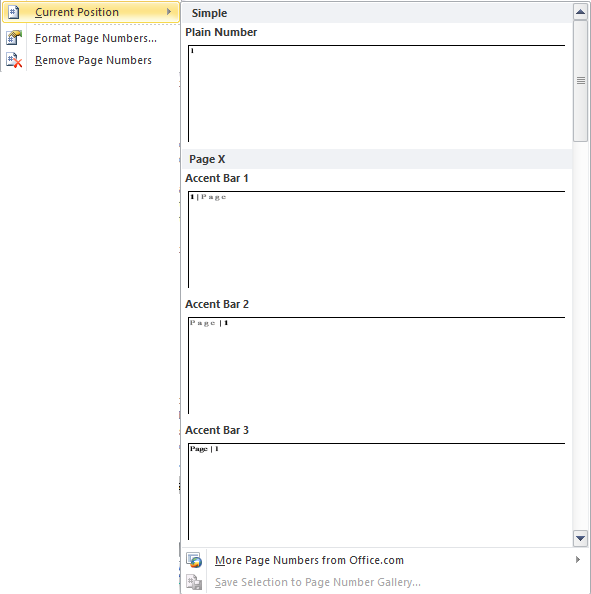 Current Position
Format Page Numbers...
Remove Page Numbers
Simple
Plain Number
1
Page X
Accent Bar 1
1 | P a g e
Accent Bar 2
P a g e | 1
Accent Bar 3
Page | 1
More Page Numbers from Office.com
Save Selection to Page Number Gallery...